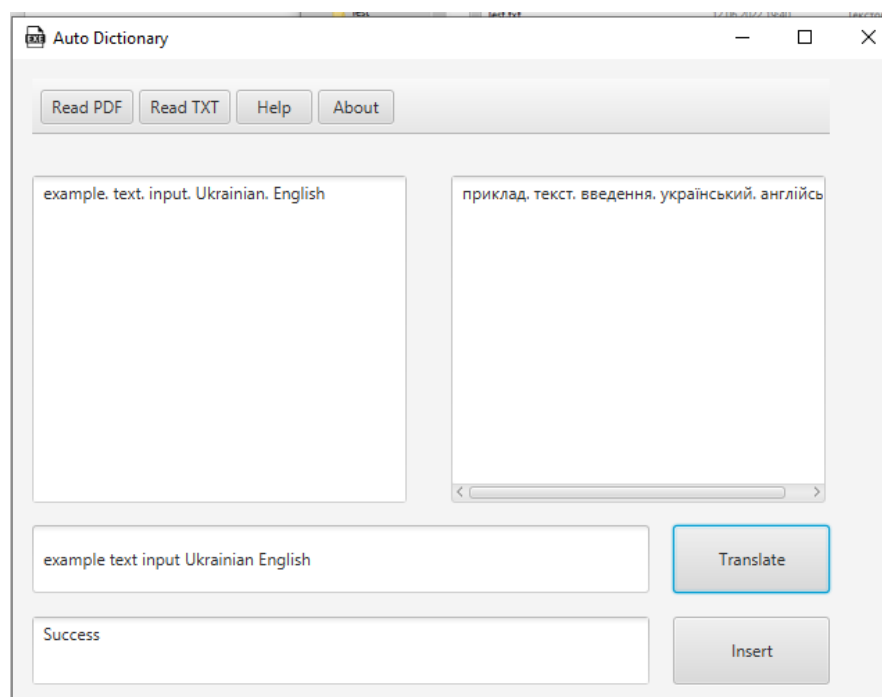 Auto Dictionary
Read PDF Read TXT Help About
example. text. input. Ukrainian. English
приклад. текст. введення. український. англійсь
example text input Ukrainian English
Translate
Success
Insert